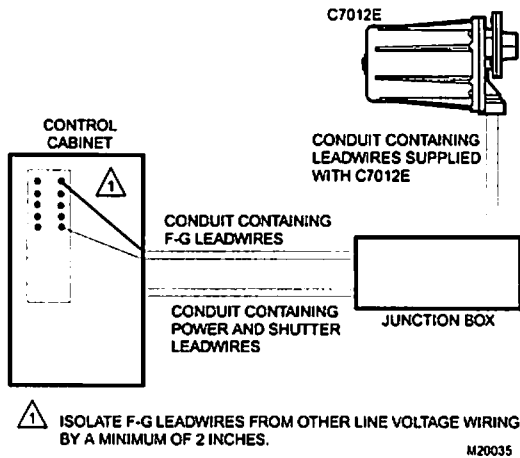 C7012E
CONDUIT CONTAINING
LEADWIRES SUPPLIED
WITH C7012E
CONTROL
CABINET
1
CONDUIT CONTAINING
F-G LEADWIRES
CONDUIT CONTAINING
POWER AND SHUTTER
LEADWIRES
JUNCTION BOX
1 ISOLATE F-G LEADWIRES FROM OTHER LINE VOLTAGE WIRING
BY A MINIMUM OF 2 INCHES.
M20035